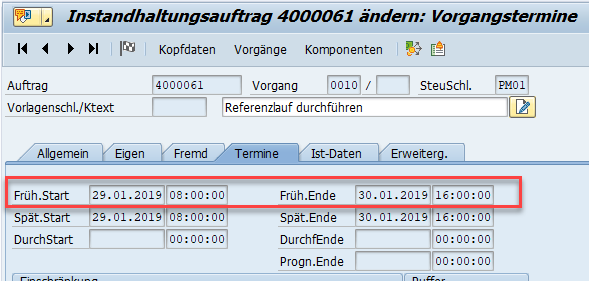 Instandhaltungsauftrag 4000061 ändern: Vorgangstermine
Kopfdaten Vorgänge Komponenten
Auftrag 4000061 Vorgang 0010 / SteuSchl. PM01
Vorlagenschl./Ktext Referenzlauf durchführen
Allgemein Eigen Fremd Termine Ist-Daten Erweiterg.
Früh.Start 29.01.2019 08:00:00 Früh.Ende 30.01.2019 16:00:00
Spät.Start 29.01.2019 08:00:00 Spät.Ende 30.01.2019 16:00:00
DurchStart 00:00:00 DurchfEnde 00:00:00
Progn.Ende 00:00:00
Einschränkung Puffer